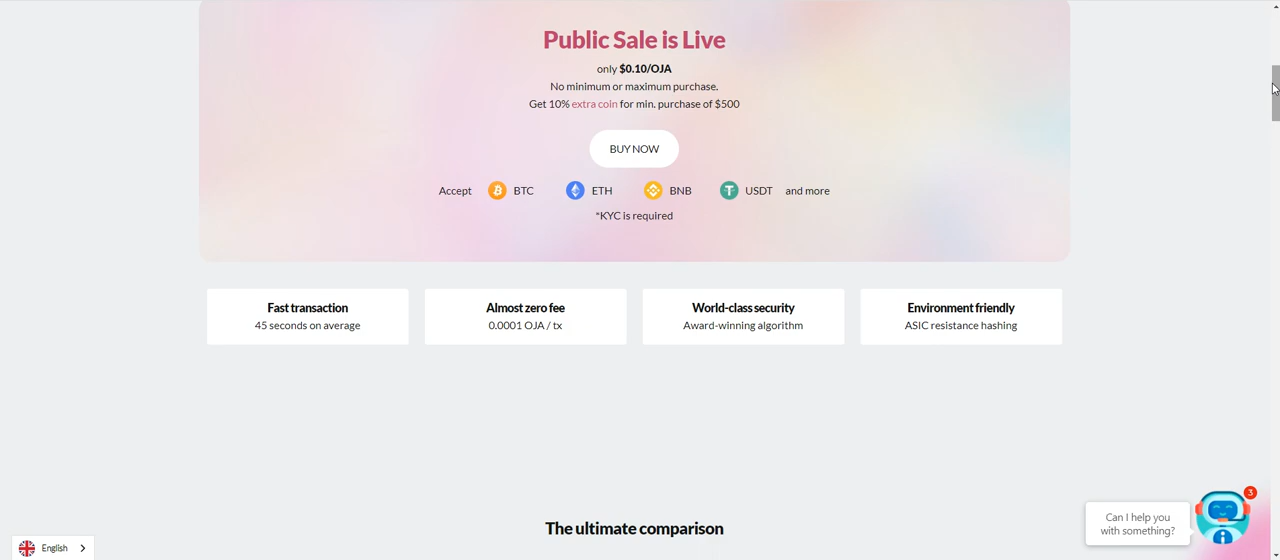 Public Sale is Live
only $0.10/OJA
No minimum or maximum purchase.
Get 10% extra coin for min. purchase of $500
BUY NOW
Accept BTC ETH BNB USDT and more
*KYC is required
Fast transaction
45 seconds on average
Almost zero fee
0.0001 OJA / tx
World-class security
Award-winning algorithm
Environment friendly
ASIC resistance hashing
The ultimate comparison
Can I help you
with something?
3
English